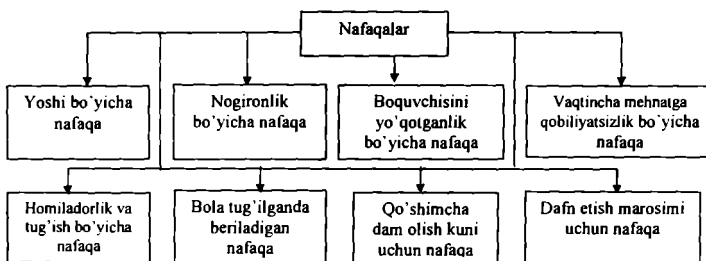 Nafaqalar
Yoshi bo'yicha
nafaqa
Nogironlik
bo'yicha nafaqa
Boquvchisini
yo'qotganlik
bo'yicha nafaqa
Vaqtincha mehnatga
qobiliyatsizlik bo`yicha
nafaqa
Homiladorlik va
tug'ish bo'yicha
nafaqa
Bola tug'ilganda
beriladigan
nafaqa
Qo'shimcha
dam olish kuni
uchun nafaqa
Dafn etish marosimi
uchun nafaqa